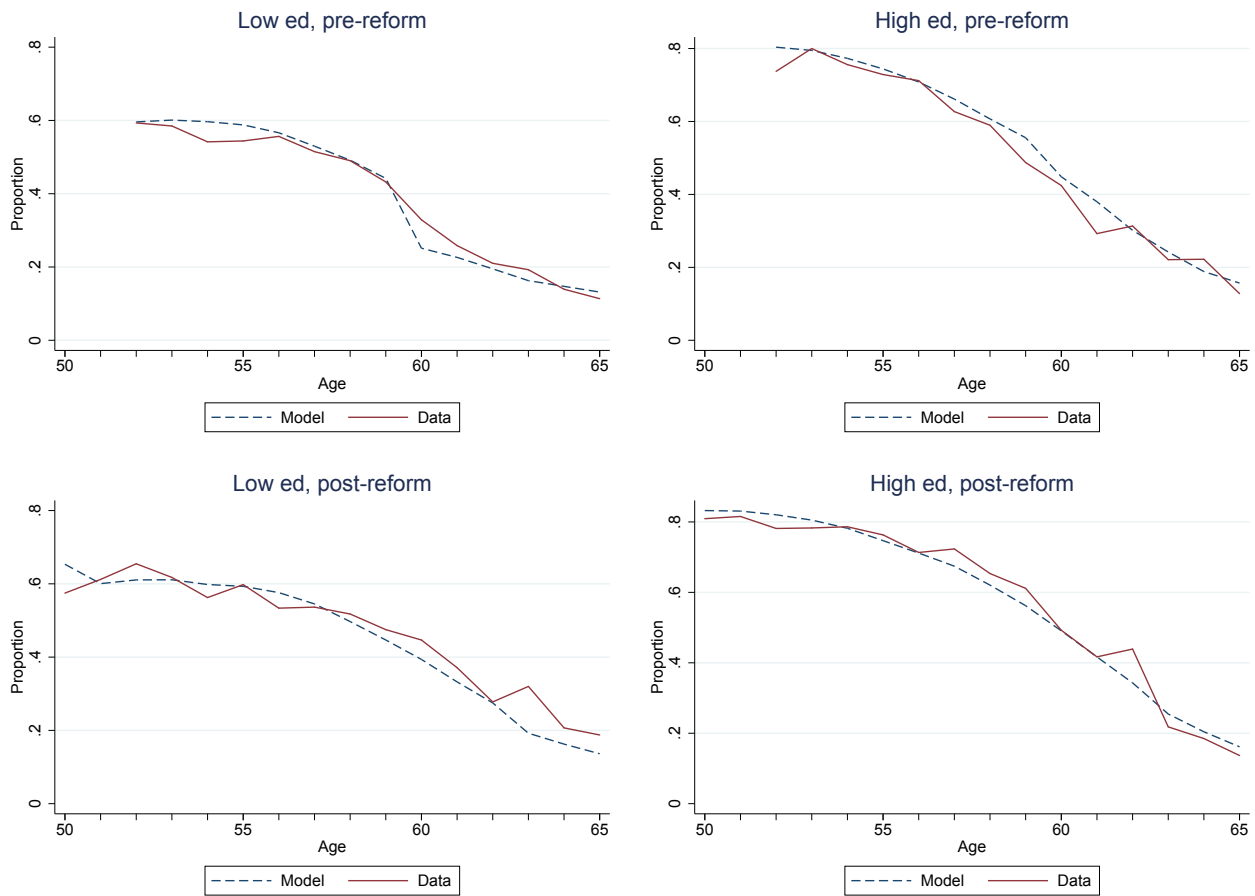 Low ed, pre-reform
Proportion
.8
.6
.4
.2
0
50 55 60 65
Age
Model Data
High ed, pre-reform
Proportion
.8
.6
.4
.2
0
50 55 60 65
Age
Model Data
Low ed, post-reform
Proportion
.8
.6
.4
.2
0
50 55 60 65
Age
Model Data
High ed, post-reform
Proportion
.8
.6
.4
.2
0
50 55 60 65
Age
Model Data